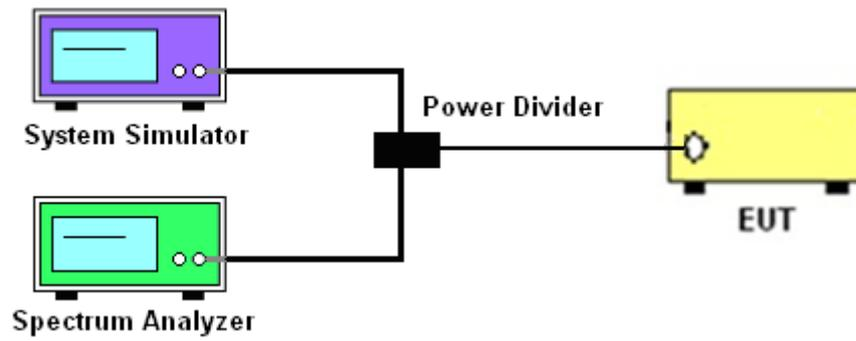 System Simulator
Power Divider
EUT
Spectrum Analyzer